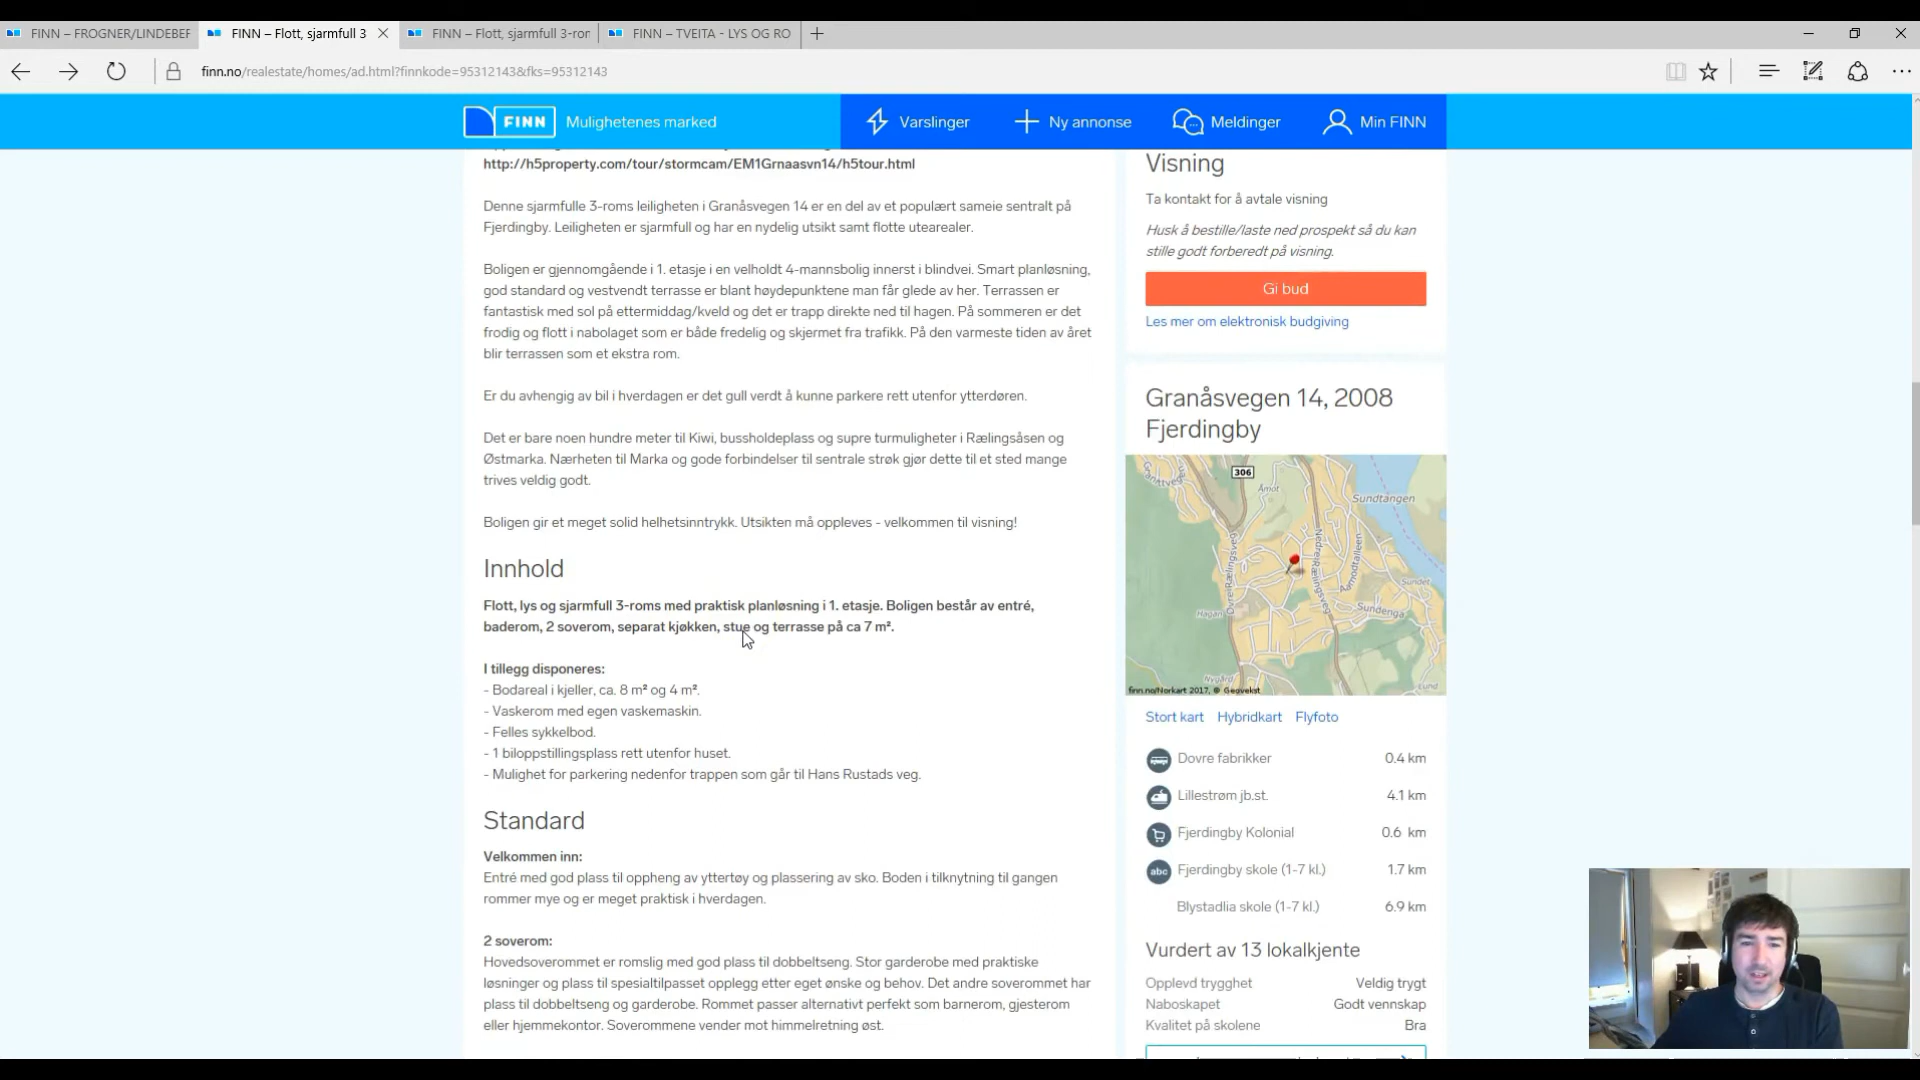 FINN – FROGNER/LINDEBEF
FINN – Flott, sjarmfull 3
FINN – Flott, sjarmfull 3-ror
FINN – TVEITA - LYS OG RO
finn.no/realestate/homes/ad.html?finnkode=95312143&fks=95312143
FINN
Mulighetenes marked
Varslinger
Ny annonse
Meldinger
Min FINN
http://h5property.com/tour/stormcam/EM1Grnaasvn14/h5tour.html
Denne sjarmfulle 3-roms leiligheten i Granåsvegen 14 er en del av et populært sameie sentralt på
Fjerdingby. Leiligheten er sjarmfull og har en nydelig utsikt samt flotte utearealer.
Boligen er gjennomgående i 1. etasje i en velholdt 4-mannsbolig innerst i blindvei. Smart planløsning,
god standard og vestvendt terrasse er blant høydepunktene man får glede av her. Terrassen er
fantastisk med sol på ettermiddag/kveld og det er trapp direkte ned til hagen. På sommeren er det
frodig og flott i nabolaget som er både fredelig og skjermet fra trafikk. På den varmeste tiden av året
blir terrassen som et ekstra rom.
Er du avhengig av bil i hverdagen er det gull verdt å kunne parkere rett utenfor ytterdøren.
Det er bare noen hundre meter til Kiwi, bussholdeplass og supre turmuligheter i Rælingsåsen og
Østmarka. Nærheten til Marka og gode forbindelser til sentrale strøk gjør dette til et sted mange
trives veldig godt.
Boligen gir et meget solid helhetsinntrykk. Utsikten må oppleves - velkommen til visning!
Innhold
Flott, lys og sjarmfull 3-roms med praktisk planløsning i 1. etasje. Boligen består av entré,
baderom, 2 soverom, separat kjøkken, stue og terrasse på ca 7 m².
I tillegg disponeres:
- Bodareal i kjeller, ca. 8 m² og 4 m².
- Vaskerom med egen vaskemaskin.
- Felles sykkelbod.
- 1 biloppstillingsplass rett utenfor huset.
- Mulighet for parkering nedenfor trappen som går til Hans Rustads veg.
Standard
Velkommen inn:
Entré med god plass til oppheng av yttertøy og plassering av sko. Boden i tilknytning til gangen
rommer mye og er meget praktisk i hverdagen.
2 soverom:
Hovedsoverommet er romslig med god plass til dobbeltseng. Stor garderobe med praktiske
løsninger og plass til spesialtilpasset opplegg etter eget ønske og behov. Det andre soverommet har
plass til dobbeltseng og garderobe. Rommet passer alternativt perfekt som barnerom, gjesterom
eller hjemmekontor. Soverommene vender mot himmelretning øst.
Visning
Ta kontakt for å avtale visning
Husk å bestille/laste ned prospekt så du kan
stille godt forberedt på visning.
Gi bud
Les mer om elektronisk budgiving
Granåsvegen 14, 2008
Fjerdingby
306
Åmot
Sundtangen
Øvre Rælingsveg
Nedre Rælingsveg
Åmodtalleen
Sundet
Hagan
Sundenga
Nygård
Lund
finn.no/Norkart 2017, © Geovekst
Stort kart
Hybridkart
Flyfoto
Dovre fabrikker 0.4 km
Lillestrøm jb.st. 4.1 km
Fjerdingby Kolonial 0.6 km
abc Fjerdingby skole (1-7 kl.) 1.7 km
Blystadlia skole (1-7 kl.) 6.9 km
Vurdert av 13 lokalkjente
Opplevd trygghet Veldig trygt
Naboskapet Godt vennskap
Kvalitet på skolene Bra